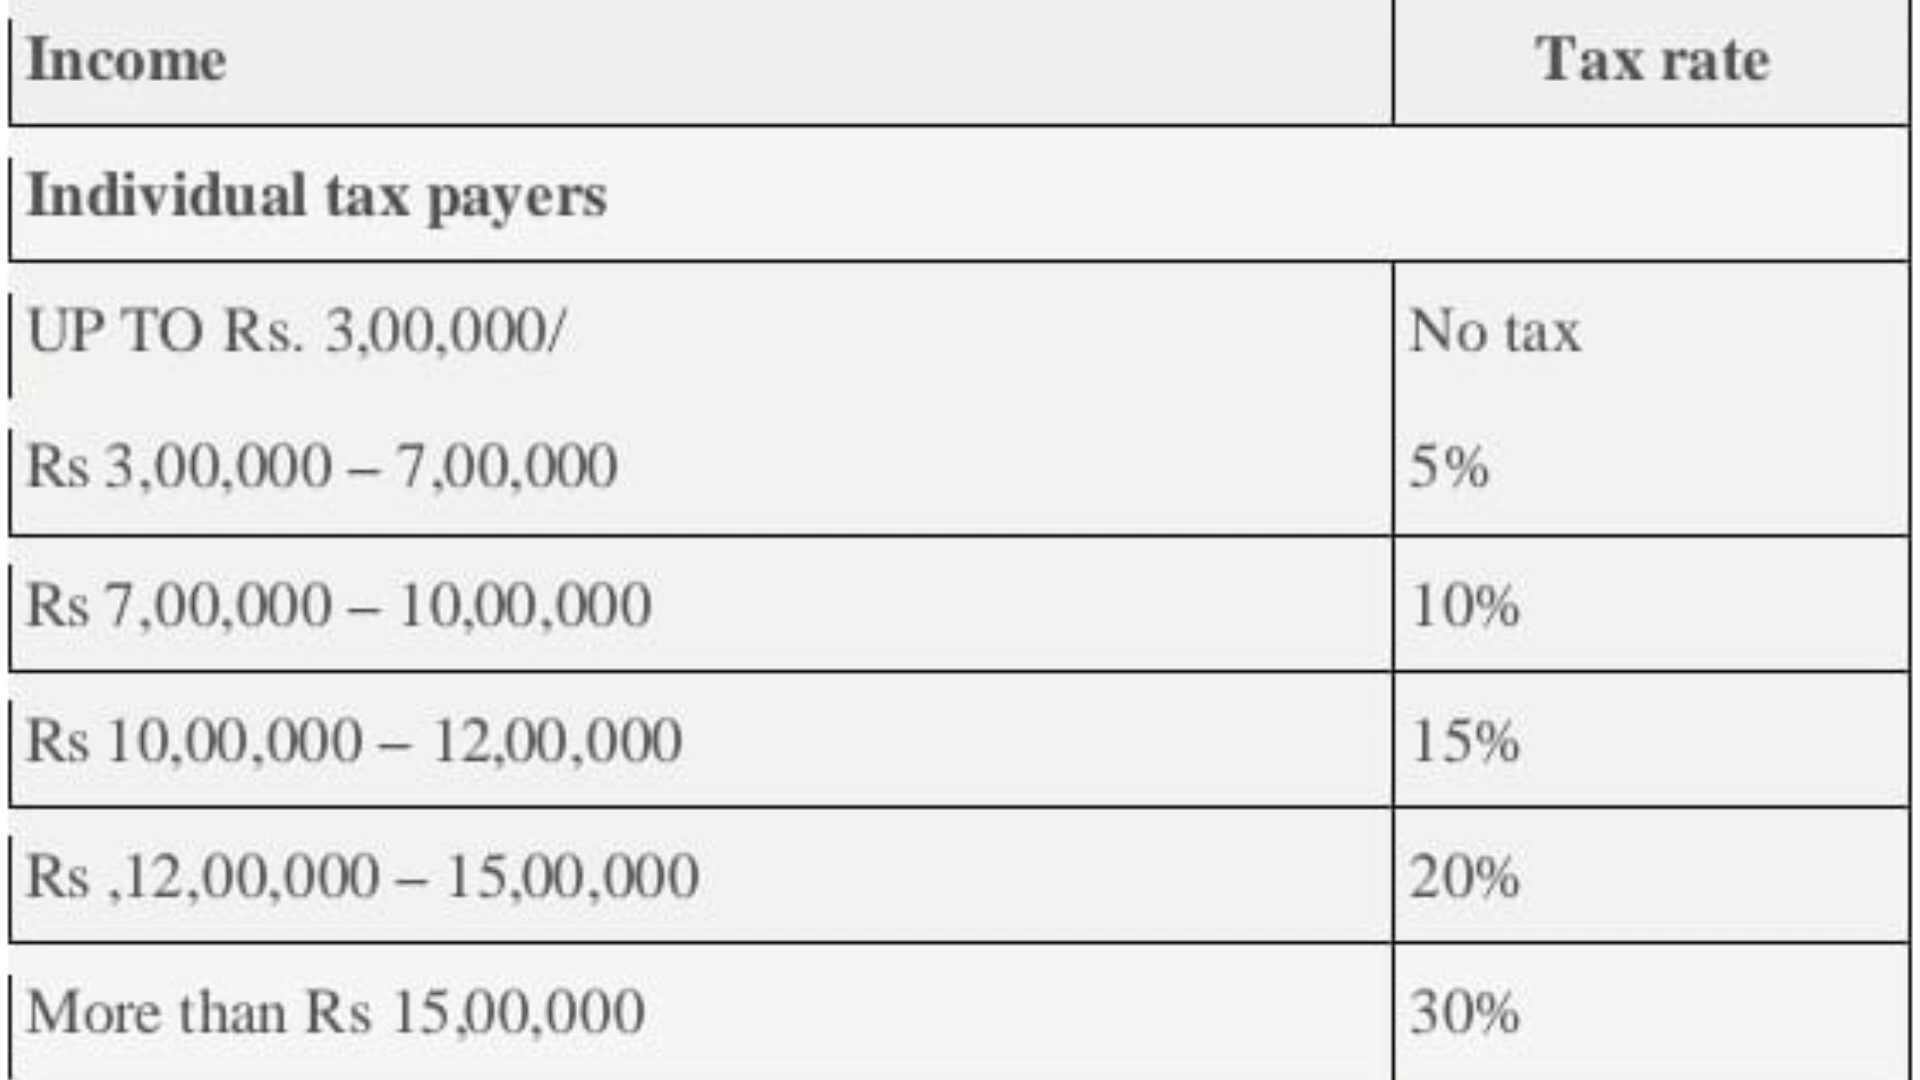 Income Tax rate
Individual tax payers
UP TO Rs. 3,00,000/ No tax
Rs 3,00,000 – 7,00,000 5%
Rs 7,00,000 – 10,00,000 10%
Rs 10,00,000 – 12,00,000 15%
Rs ,12,00,000 – 15,00,000 20%
More than Rs 15,00,000 30%